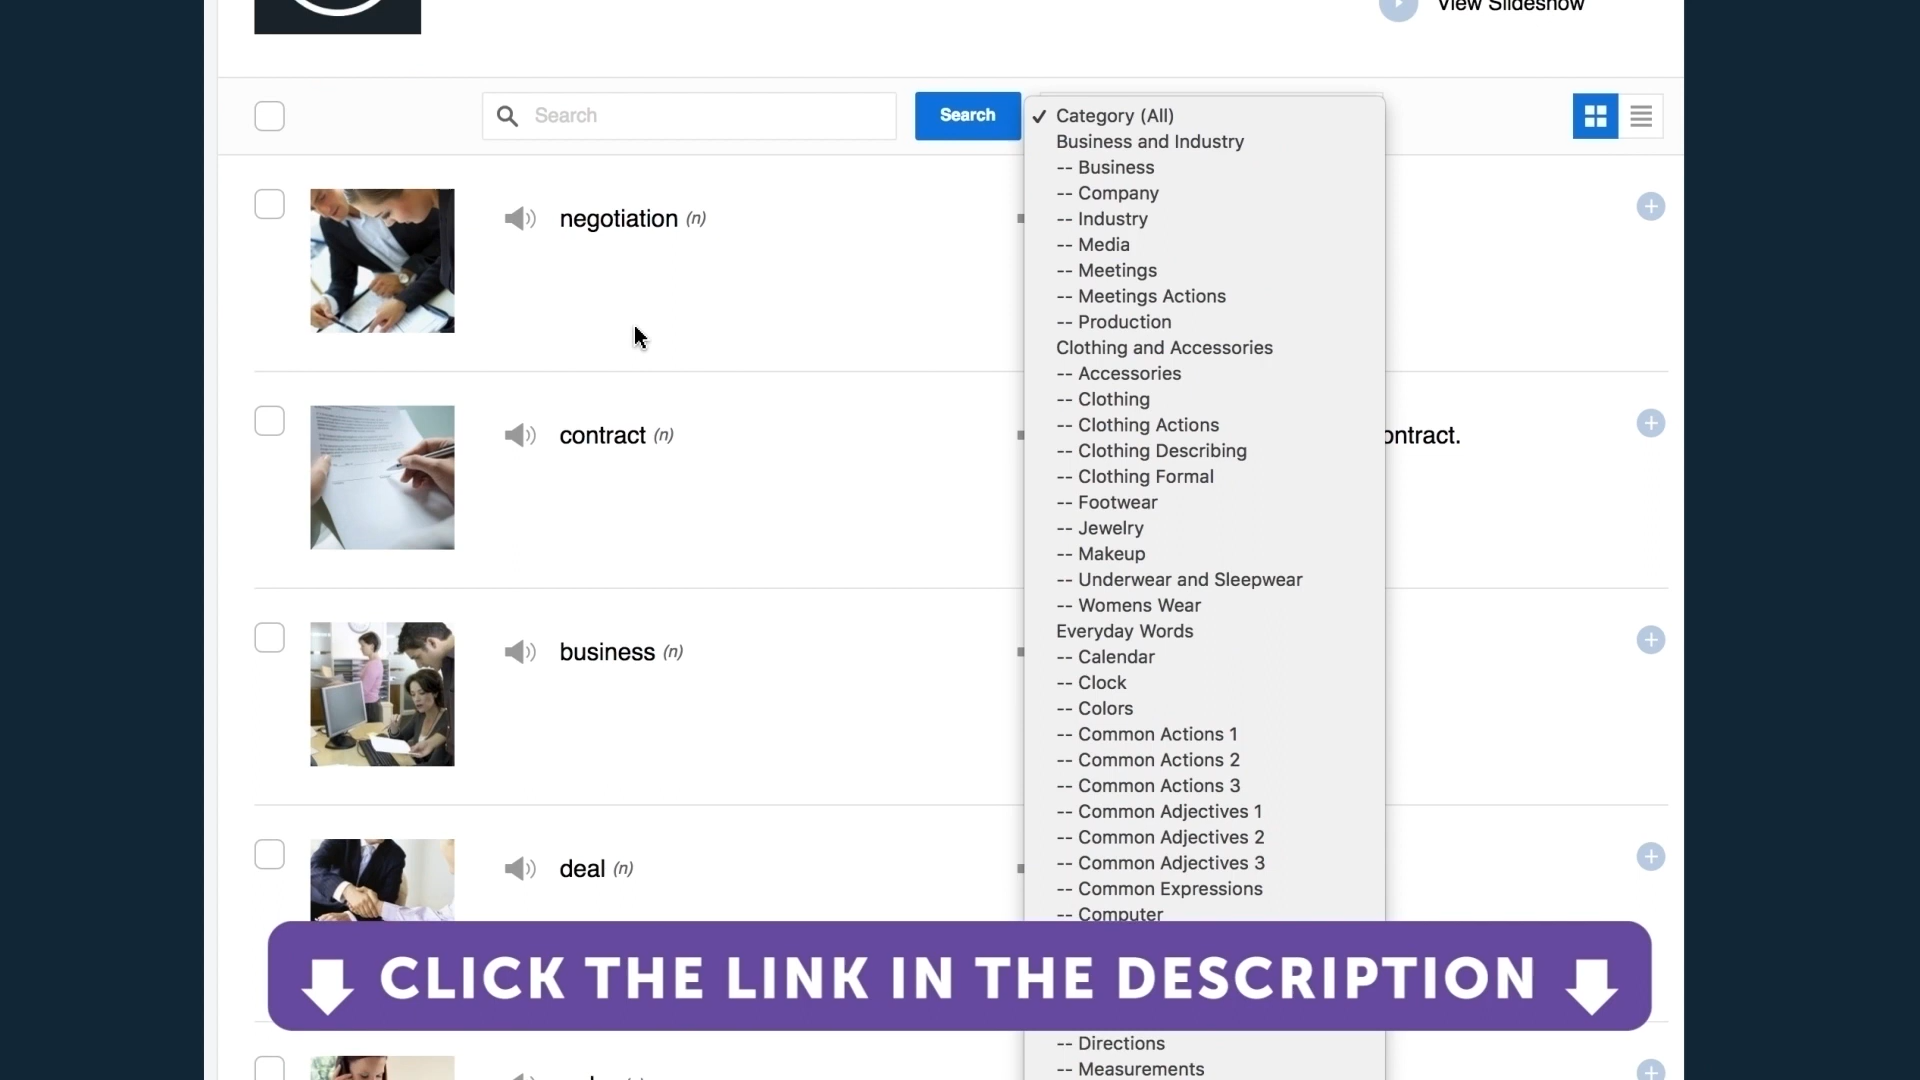 View Slideshow
Search
Search
✓ Category (All)
Business and Industry
-- Business
-- Company
-- Industry
-- Media
-- Meetings
-- Meetings Actions
-- Production
Clothing and Accessories
-- Accessories
-- Clothing
-- Clothing Actions
-- Clothing Describing
-- Clothing Formal
-- Footwear
-- Jewelry
-- Makeup
-- Underwear and Sleepwear
-- Womens Wear
Everyday Words
-- Calendar
-- Clock
-- Colors
-- Common Actions 1
-- Common Actions 2
-- Common Actions 3
-- Common Adjectives 1
-- Common Adjectives 2
-- Common Adjectives 3
-- Common Expressions
-- Computer
-- Directions
-- Measurements
negotiation (n)
contract (n)
ontract.
business (n)
deal (n)
CLICK THE LINK IN THE DESCRIPTION